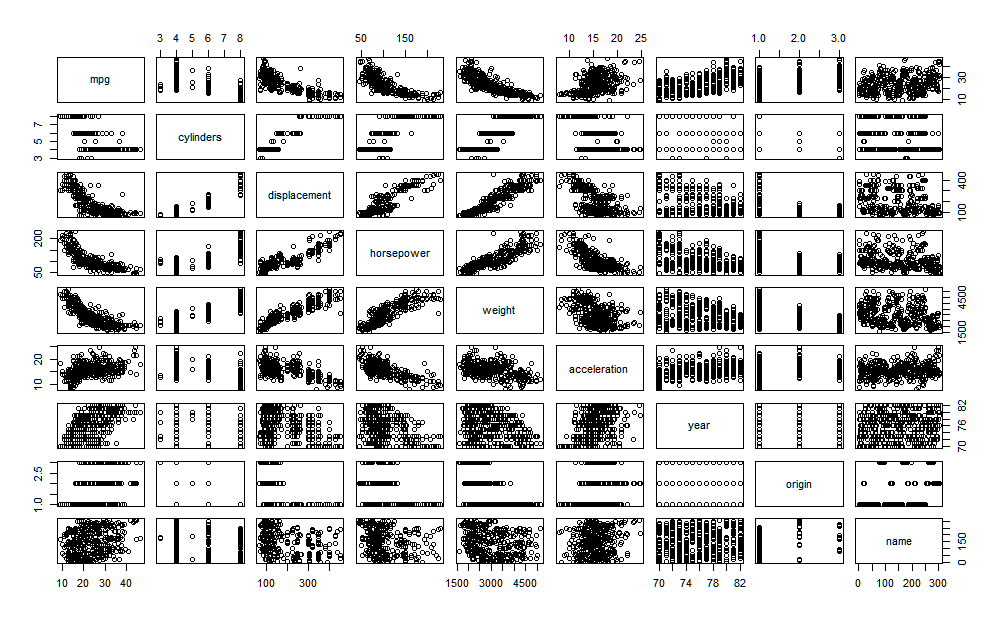 3 4 5 6 7 8 50 150 10 15 20 25 1.0 2.0 3.0
mpg
10 30
3 5 7
cylinders
displacement
100 400
50 200
horsepower
weight
1500 4500
10 20
acceleration
year
70 76 82
1.0 2.5
origin
name
0 150
10 20 30 40 100 300 1500 3000 4500 70 74 78 82 0 100 200 300